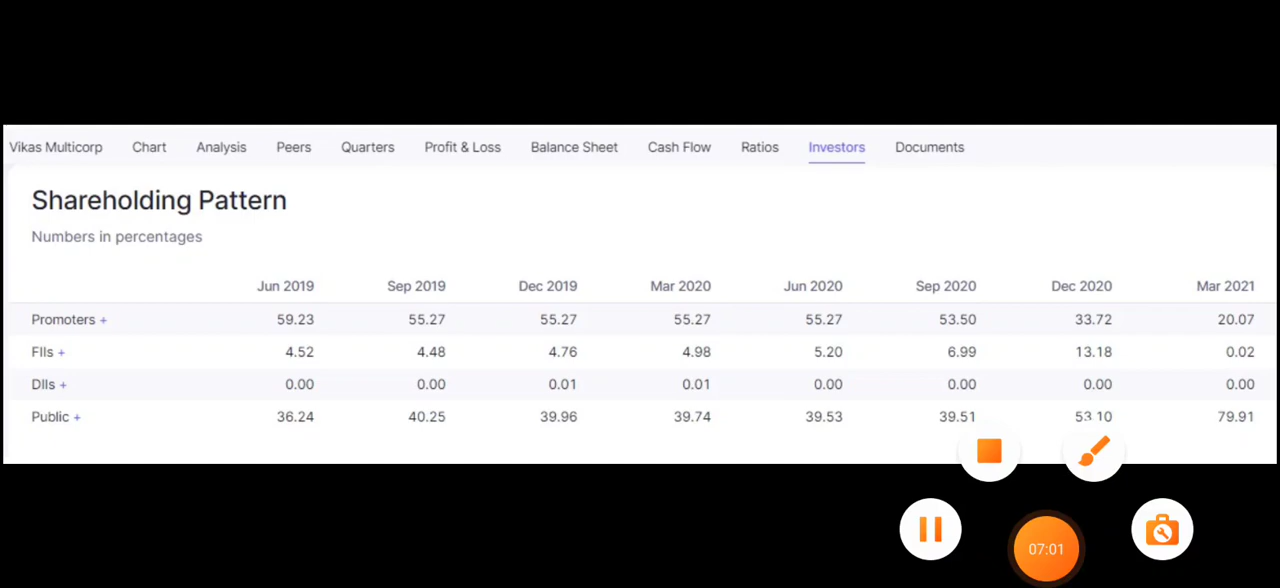 Vikas Multicorp Chart Analysis Peers Quarters Profit & Loss Balance Sheet Cash Flow Ratios Investors Documents
Shareholding Pattern
Numbers in percentages
Jun 2019 Sep 2019 Dec 2019 Mar 2020 Jun 2020 Sep 2020 Dec 2020 Mar 2021
Promoters + 59.23 55.27 55.27 55.27 55.27 53.50 33.72 20.07
FIIs + 4.52 4.48 4.76 4.98 5.20 6.99 13.18 0.02
DIIs + 0.00 0.00 0.01 0.01 0.00 0.00 0.00 0.00
Public + 36.24 40.25 39.96 39.74 39.53 39.51 53.10 79.91
07:01